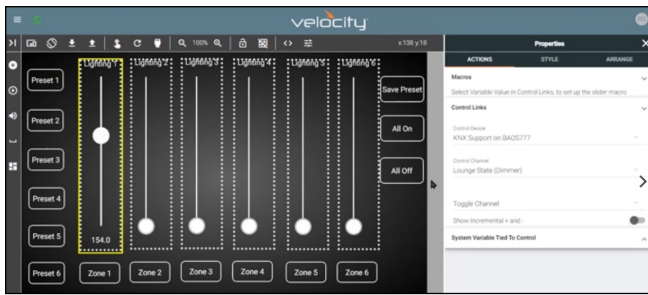 velocity
100%
x:138 y:18
Properties
ACTIONS STYLE ARRANGE
Macros
Select Variable Value in Control Links, to set up the slider macro
Control Links
Control Device
KNX Support on BAOS777
Control Channel
Lounge State (Dimmer)
Toggle Channel
Show Incremental + and -
System Variable Tied To Control
Lighting 1 Lighting 2 Lighting 3 Lighting 4 Lighting 5 Lighting 6
Preset 1
Preset 2
Preset 3
Preset 4
Preset 5
Preset 6
154.0
Save Preset
All On
All Off
Zone 1 Zone 2 Zone 3 Zone 4 Zone 5 Zone 6